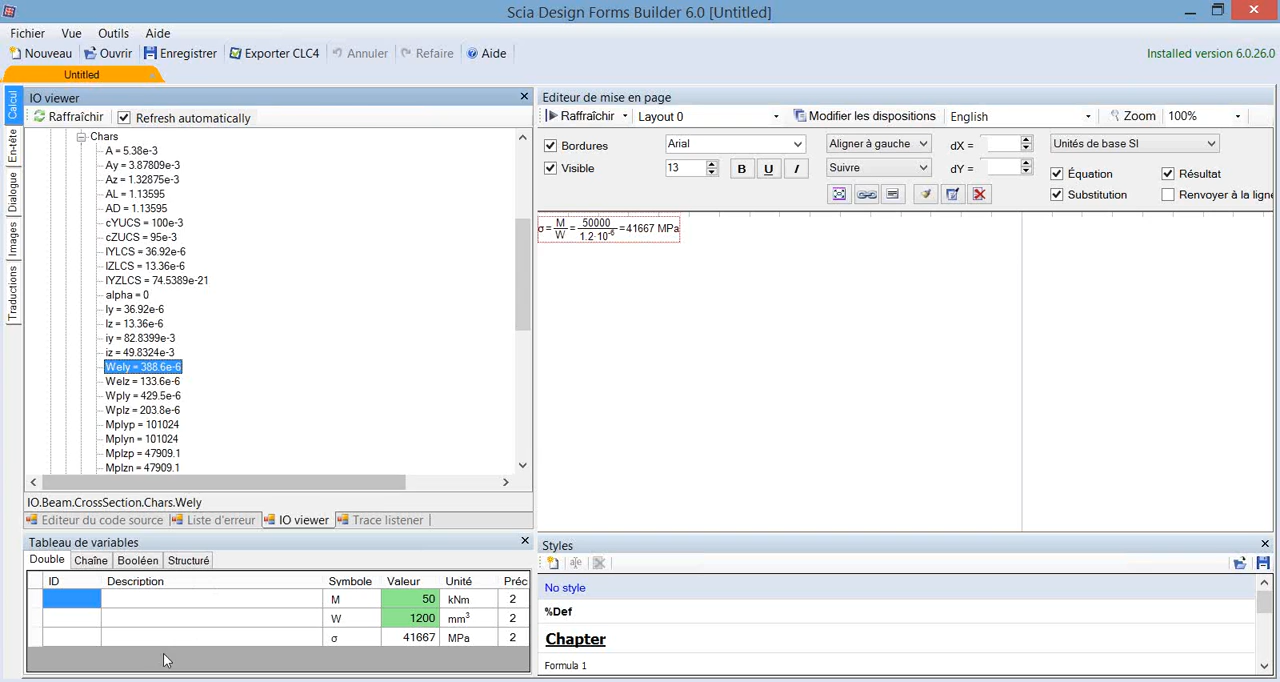 Scia Design Forms Builder 6.0 [Untitled]
Fichier Vue Outils Aide
Nouveau Ouvrir Enregistrer Exporter CLC4 Annuler Refaire Aide Installed version 6.0.26.0
Untitled
Calcul
En-tête
Dialogue
Images
Traductions
IO viewer
Raffraîchir Refresh automatically
Chars
A = 5.38e-3
Ay = 3.87809e-3
Az = 1.32875e-3
AL = 1.13595
AD = 1.13595
cYUCS = 100e-3
cZUCS = 95e-3
IYLCS = 36.92e-6
IZLCS = 13.36e-6
IYZLCS = 74.5389e-21
alpha = 0
Iy = 36.92e-6
Iz = 13.36e-6
iy = 82.8399e-3
iz = 49.8324e-3
Wely = 388.6e-6
Welz = 133.6e-6
Wply = 429.5e-6
Wplz = 203.8e-6
Mplyp = 101024
Mplyn = 101024
Mplzp = 47909.1
Mplzn = 47909.1
IO.Beam.CrossSection.Chars.Wely
Editeur du code source Liste d'erreur IO viewer Trace listener
Tableau de variables
Double Chaîne Booléen Structuré
ID Description Symbole Valeur Unité Préc
M 50 kNm 2
W 1200 mm³ 2
σ 41667 MPa 2
Editeur de mise en page
Raffraîchir Layout 0 Modifier les dispositions English Zoom 100%
Bordures Arial Aligner à gauche dX = Unités de base SI
Visible 13 B U I Suivre dY = Équation Résultat
Substitution Renvoyer à la ligne
σ = M/W = 50000/1.2·10⁻⁶ = 41667 MPa
Styles
No style
%Def
Chapter
Formula 1